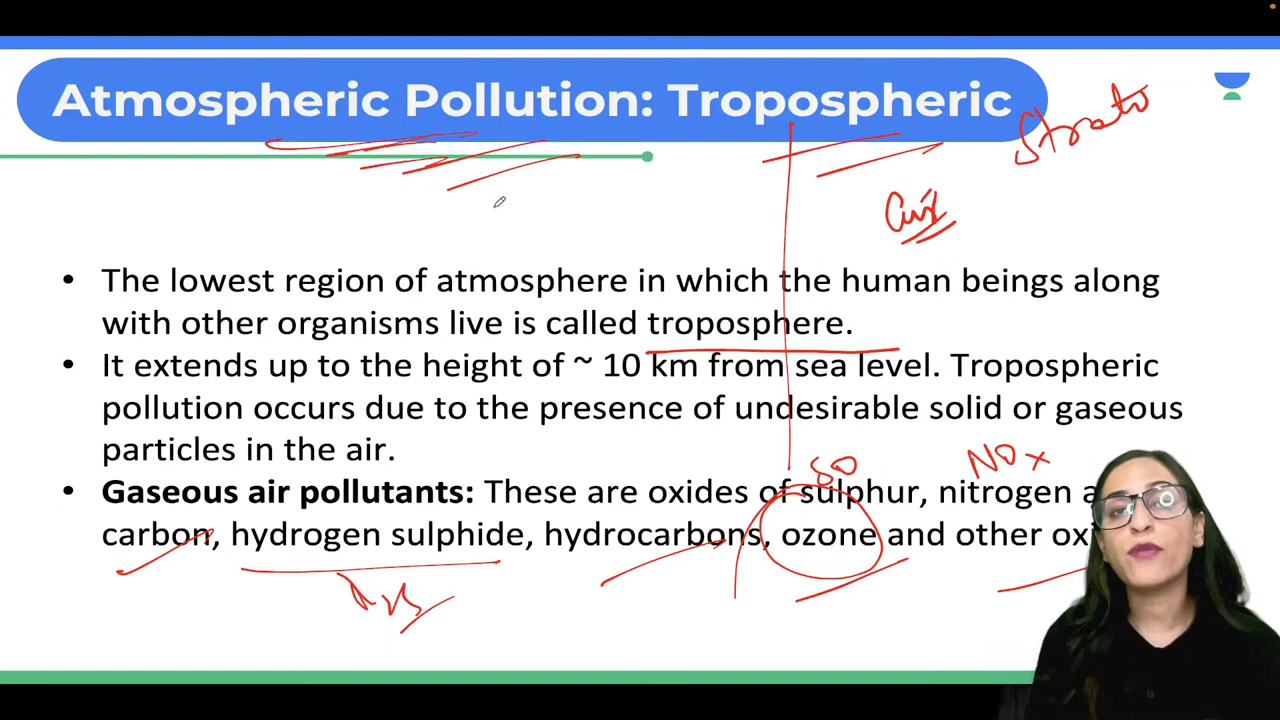 Atmospheric Pollution: Tropospheric
Strato
• The lowest region of atmosphere in which the human beings along
with other organisms live is called troposphere.
• It extends up to the height of ~ 10 km from sea level. Tropospheric
pollution occurs due to the presence of undesirable solid or gaseous
particles in the air.
SO
NOx
• Gaseous air pollutants: These are oxides of sulphur, nitrogen
carbon, hydrogen sulphide, hydrocarbons, ozone and other